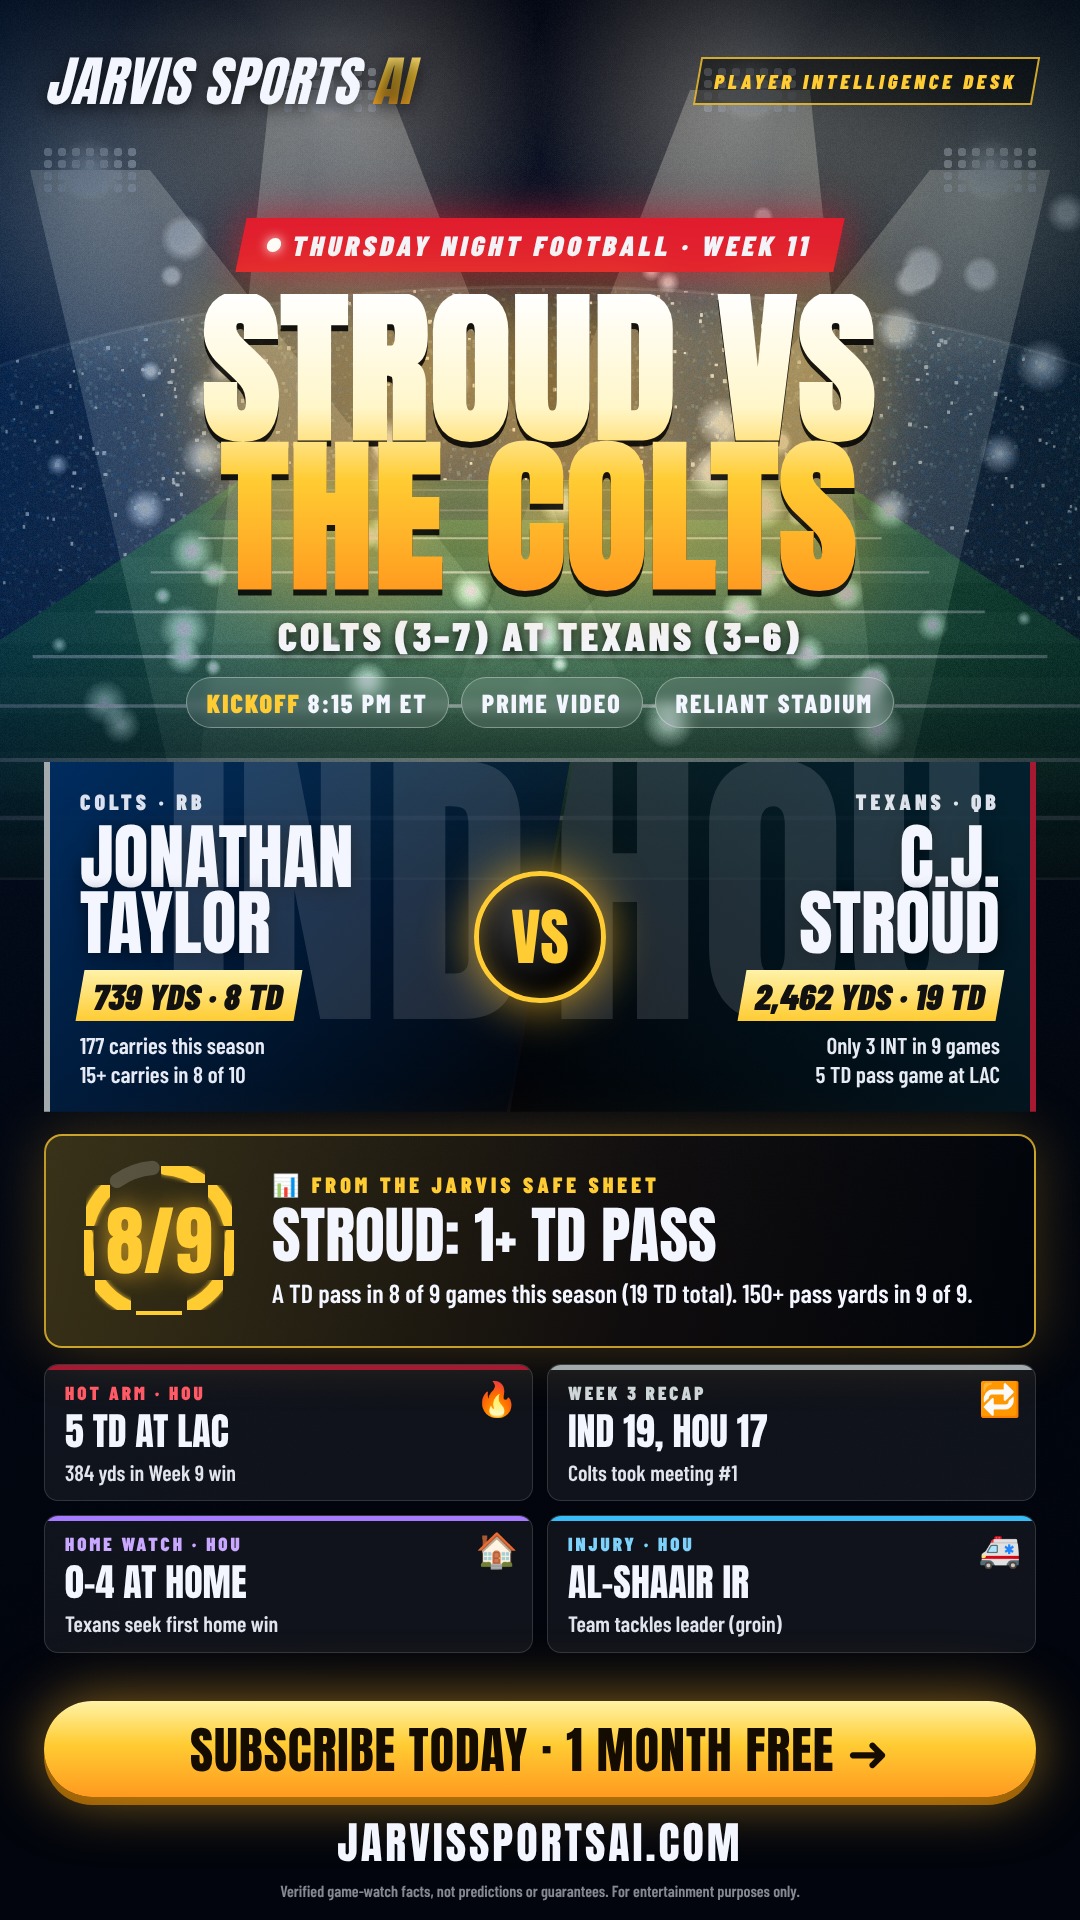 JARVIS SPORTS AI
PLAYER INTELLIGENCE DESK
THURSDAY NIGHT FOOTBALL · WEEK 11
STROUD VS
THE COLTS
COLTS (3-7) AT TEXANS (3-6)
KICKOFF 8:15 PM ET
PRIME VIDEO
RELIANT STADIUM
IND
HOU
COLTS · RB
JONATHAN
TAYLOR
739 YDS · 8 TD
177 carries this season
15+ carries in 8 of 10
VS
TEXANS · QB
C.J.
STROUD
2,462 YDS · 19 TD
Only 3 INT in 9 games
5 TD pass game at LAC
8/9
📊 FROM THE JARVIS SAFE SHEET
STROUD: 1+ TD PASS
A TD pass in 8 of 9 games this season (19 TD total). 150+ pass yards in 9 of 9.
HOT ARM · HOU
5 TD AT LAC
384 yds in Week 9 win
WEEK 3 RECAP
IND 19, HOU 17
Colts took meeting #1
HOME WATCH · HOU
0-4 AT HOME
Texans seek first home win
INJURY · HOU
AL-SHAAIR IR
Team tackles leader (groin)
SUBSCRIBE TODAY · 1 MONTH FREE →
JARVISSPORTSAI.COM
Verified game-watch facts, not predictions or guarantees. For entertainment purposes only.